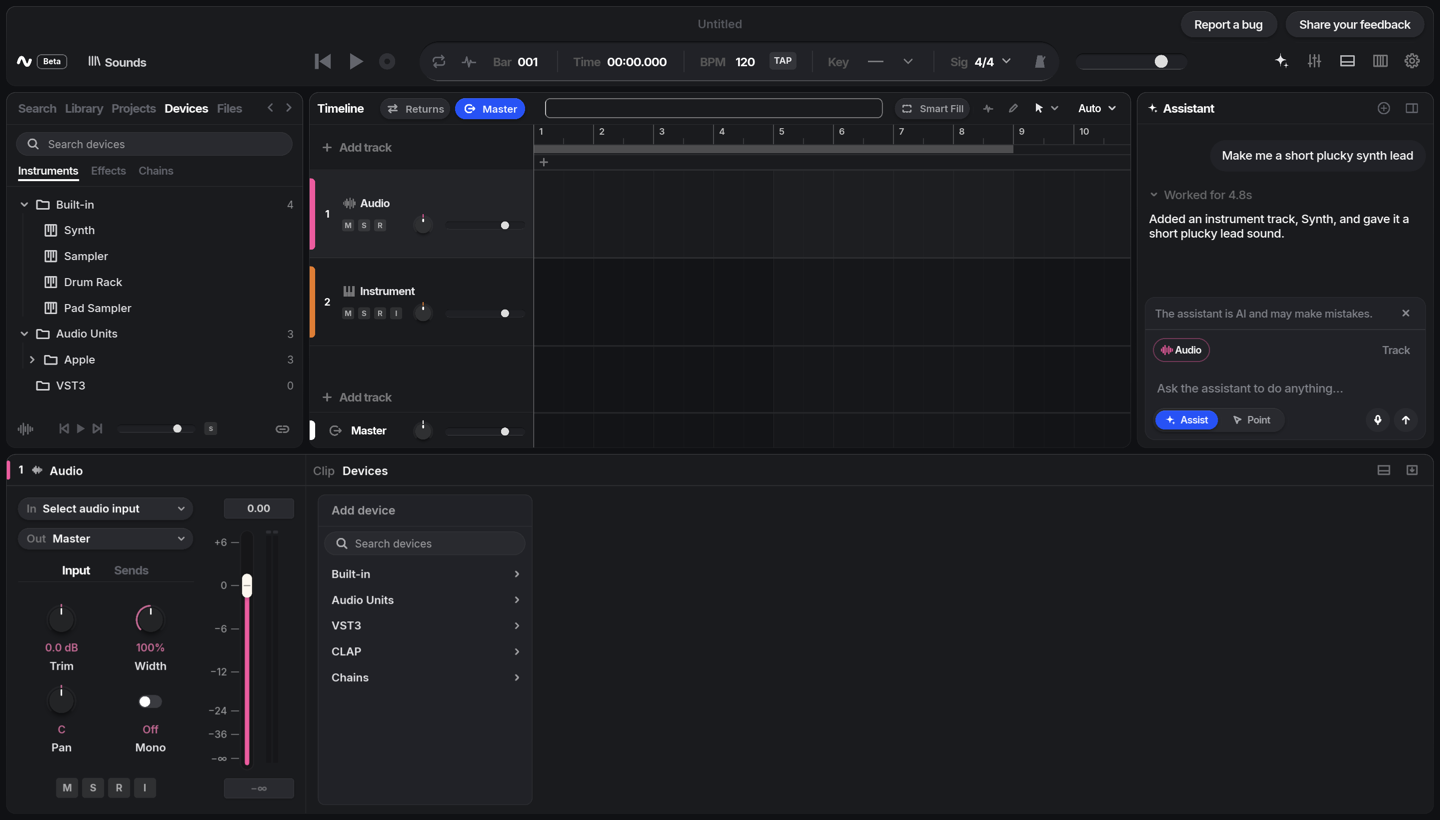 Untitled
Report a bug
Share your feedback
Beta
Sounds
Bar 001
Time 00:00.000
BPM 120 TAP
Key —
Sig 4/4
Search Library Projects Devices Files
Search devices
Instruments Effects Chains
Built-in 4
Synth
Sampler
Drum Rack
Pad Sampler
Audio Units 3
Apple 3
VST3 0
S
Timeline Returns Master Smart Fill Auto
1 2 3 4 5 6 7 8 9 10
+ Add track
1 Audio
M S R
2 Instrument
M S R I
+ Add track
Master
Assistant
Make me a short plucky synth lead
Worked for 4.8s
Added an instrument track, Synth, and gave it a
short plucky lead sound.
The assistant is AI and may make mistakes.
Audio Track
Ask the assistant to do anything...
Assist Point
1 Audio
In Select audio input
Out Master
Input Sends
0.0 dB 100%
Trim Width
C Off
Pan Mono
M S R I
0.00
+6
0
−6
−12
−24
−36
−∞
−∞
Clip Devices
Add device
Search devices
Built-in
Audio Units
VST3
CLAP
Chains